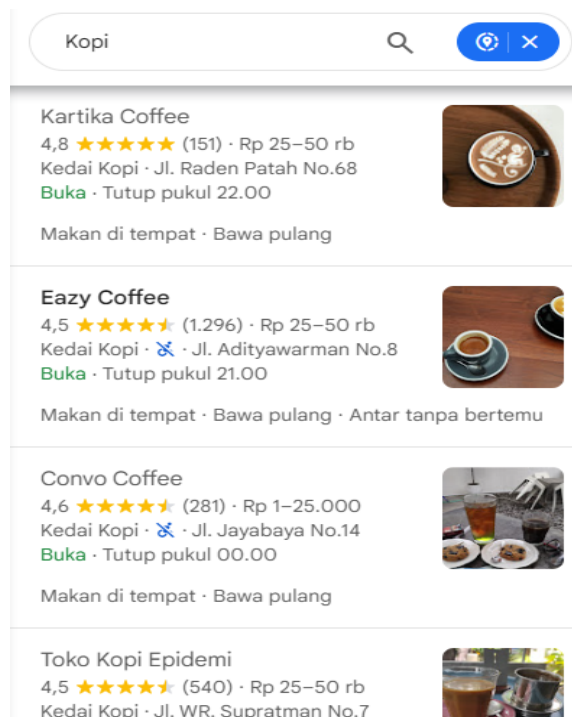 Kopi
Kartika Coffee
4,8 ★★★★★ (151) · Rp 25–50 rb
Kedai Kopi · Jl. Raden Patah No.68
Buka · Tutup pukul 22.00
Makan di tempat · Bawa pulang
Eazy Coffee
4,5 ★★★★★ (1.296) · Rp 25–50 rb
Kedai Kopi · Jl. Adityawarman No.8
Buka · Tutup pukul 21.00
Makan di tempat · Bawa pulang · Antar tanpa bertemu
Convo Coffee
4,6 ★★★★★ (281) · Rp 1–25.000
Kedai Kopi · Jl. Jayabaya No.14
Buka · Tutup pukul 00.00
Makan di tempat · Bawa pulang
Toko Kopi Epidemi
4,5 ★★★★★ (540) · Rp 25–50 rb
Kedai Kopi · Jl. WR. Supratman No.7